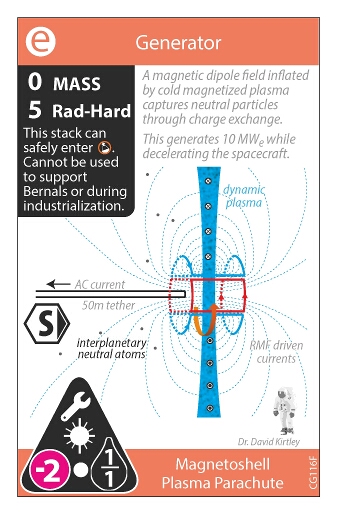 e
Generator
0 MASS
5 Rad-Hard
This stack can
safely enter .
Cannot be used
to support
Bernals or during
industrialization.
A magnetic dipole field inflated
by cold magnetized plasma
captures neutral particles
through charge exchange.
This generates 10 MWe while
decelerating the spacecraft.
dynamic
plasma
AC current
50m tether
S
interplanetary
neutral atoms
RMF driven
currents
Dr. David Kirtley
-2
1
1
Magnetoshell
Plasma Parachute
CG116F